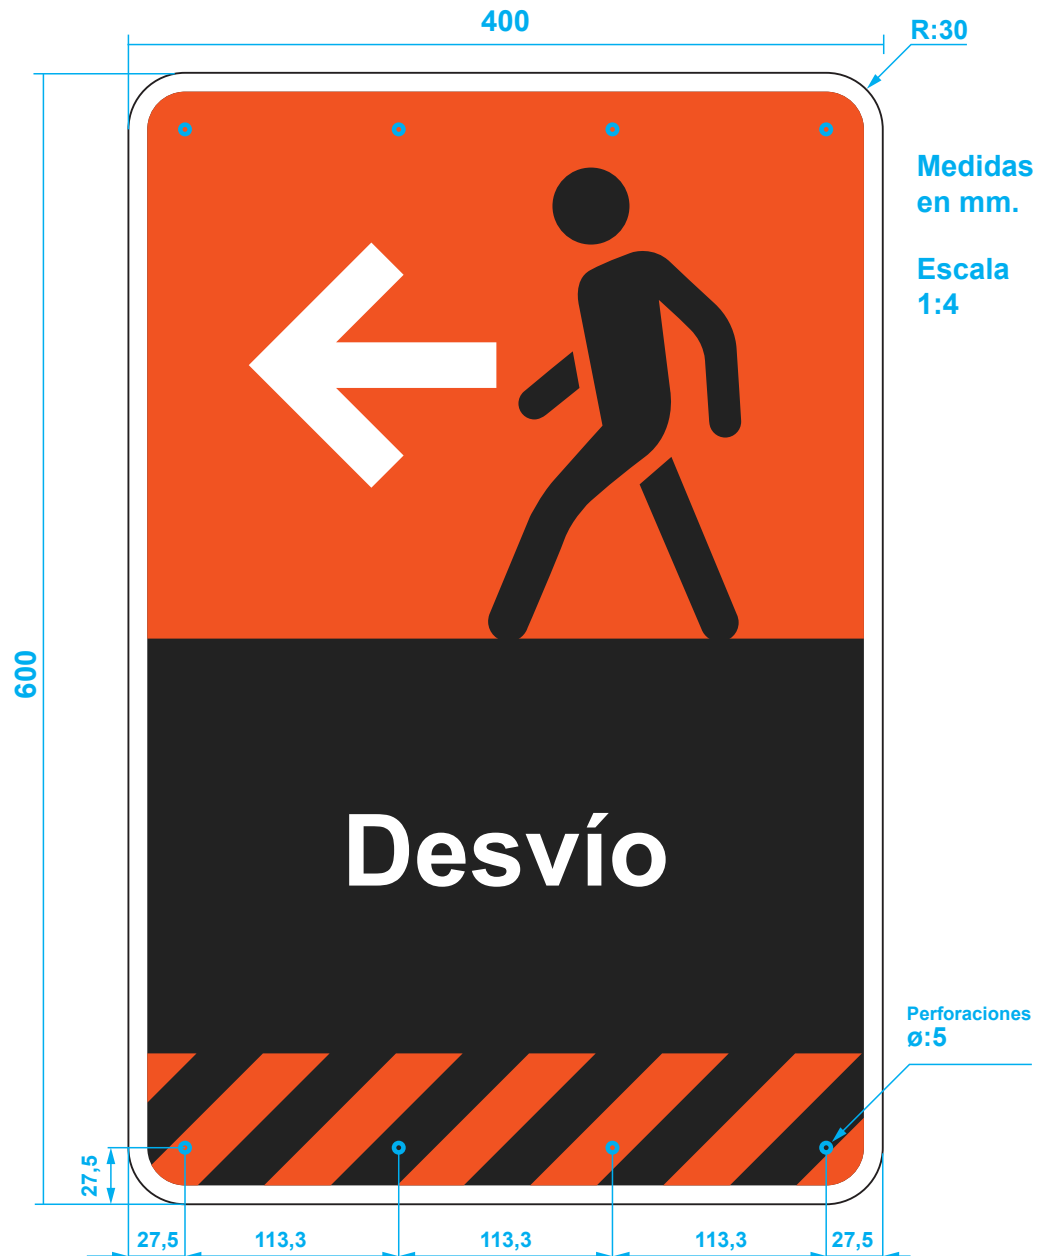 400
R:30
Medidas
en mm.
Escala
1:4
600
Desvío
Perforaciones
ø:5
27,5
27,5 113,3 113,3 113,3 27,5